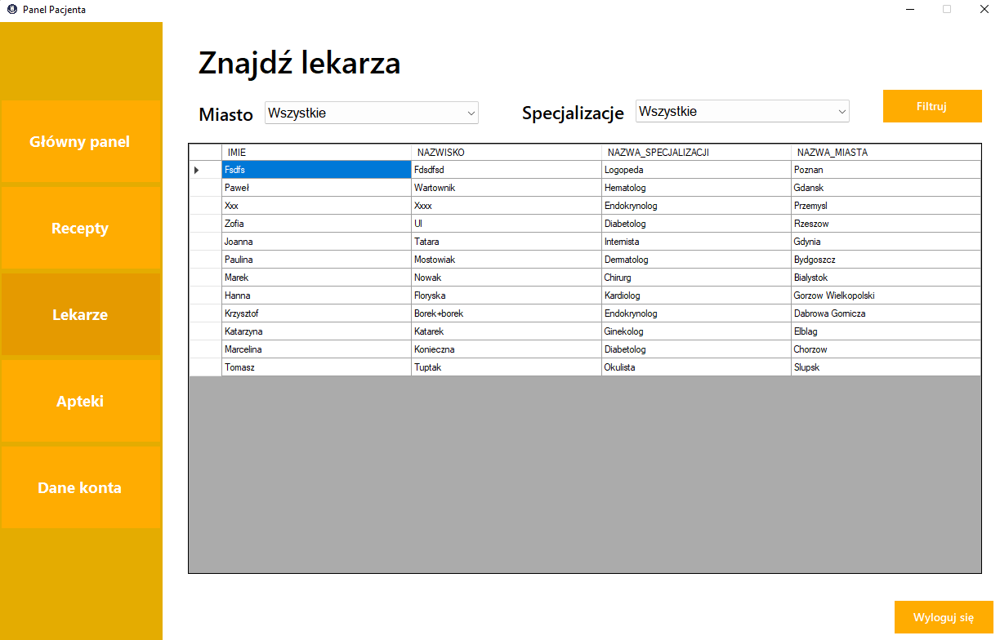 Panel Pacjenta
Główny panel
Recepty
Lekarze
Apteki
Dane konta
Znajdź lekarza
Miasto Wszystkie Specjalizacje Wszystkie Filtruj
IMIE NAZWISKO NAZWA_SPECJALIZACJI NAZWA_MIASTA
Fsdfs Fdsdfsd Logopeda Poznan
Paweł Wartownik Hematolog Gdansk
Xxx Xxxx Endokrynolog Przemysl
Zofia Ul Diabetolog Rzeszow
Joanna Tatara Internista Gdynia
Paulina Mostowiak Dermatolog Bydgoszcz
Marek Nowak Chirurg Bialystok
Hanna Floryska Kardiolog Gorzow Wielkopolski
Krzysztof Borek+borek Endokrynolog Dabrowa Gornicza
Katarzyna Katarek Ginekolog Elblag
Marcelina Konieczna Diabetolog Chorzow
Tomasz Tuptak Okulista Slupsk
Wyloguj się